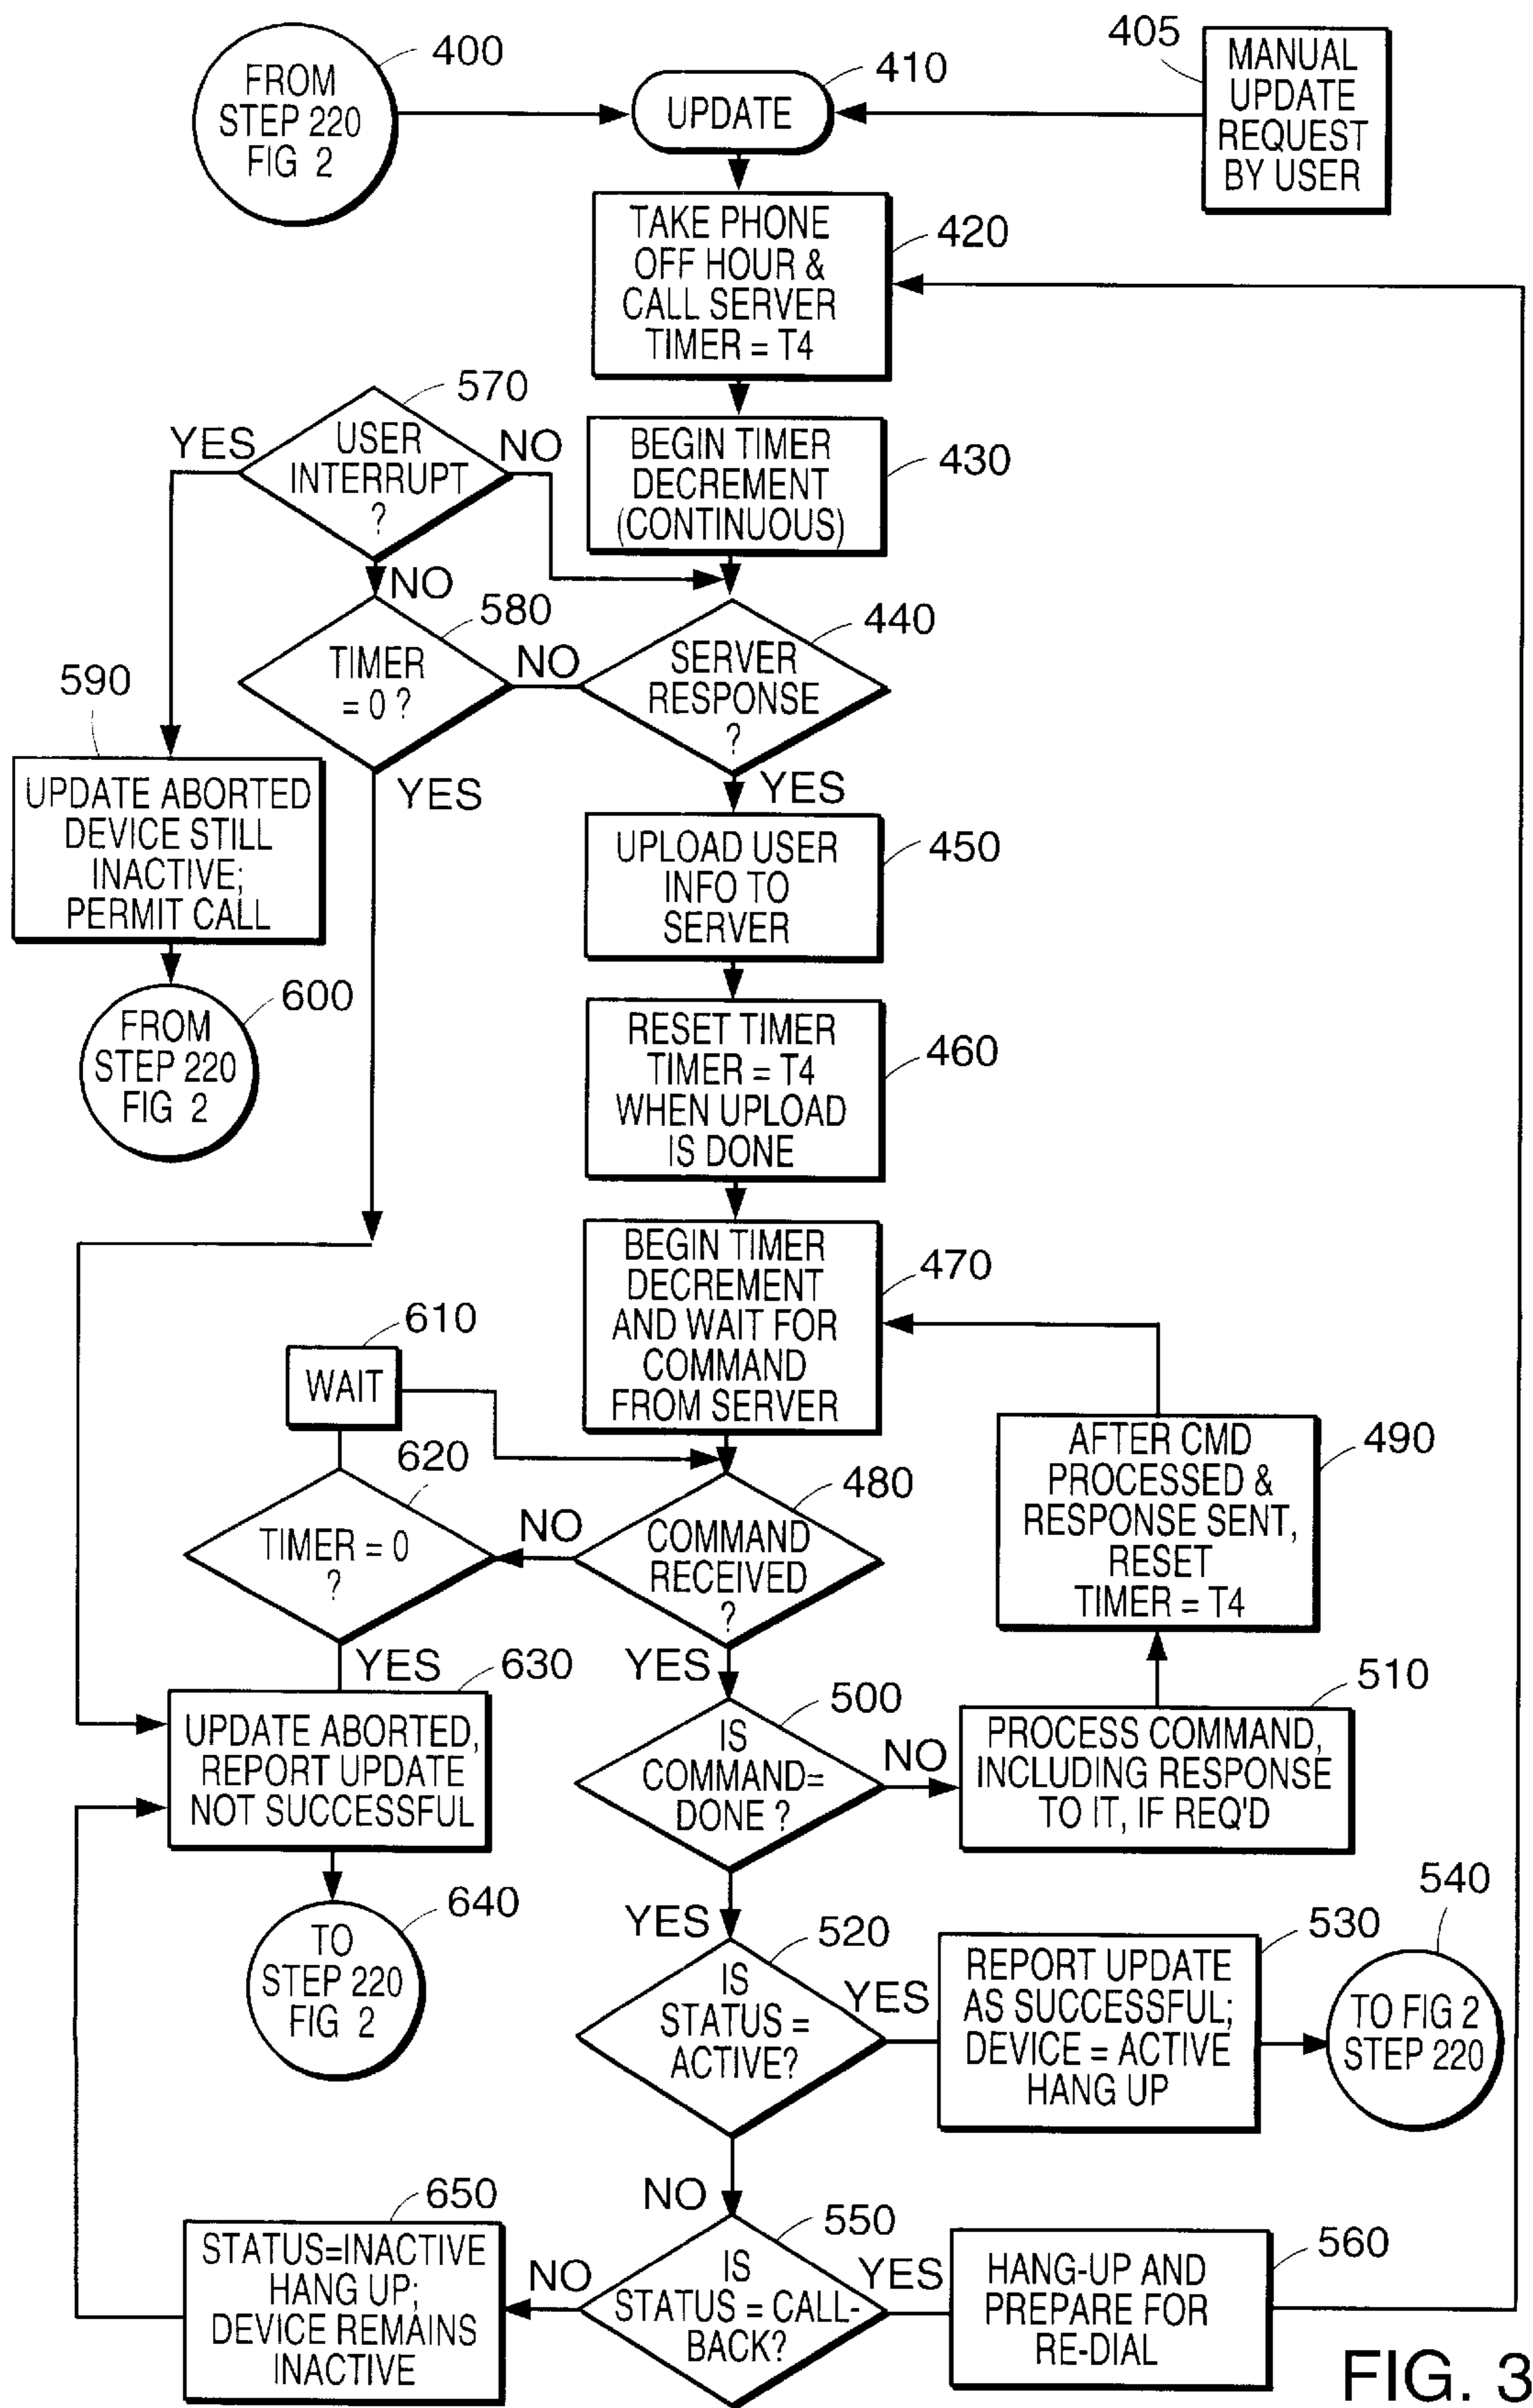 400
FROM
STEP 220
FIG 2
410
UPDATE
405
MANUAL
UPDATE
REQUEST
BY USER
TAKE PHONE
OFF HOUR &
CALL SERVER
TIMER = T4
420
570
YES
USER
INTERRUPT
?
NO
BEGIN TIMER
DECREMENT
(CONTINUOUS)
430
NO
580
TIMER
= 0 ?
NO
440
SERVER
RESPONSE
?
590
UPDATE ABORTED
DEVICE STILL
INACTIVE;
PERMIT CALL
YES
YES
UPLOAD USER
INFO TO
SERVER
450
600
FROM
STEP 220
FIG 2
RESET TIMER
TIMER = T4
WHEN UPLOAD
IS DONE
460
BEGIN TIMER
DECREMENT
AND WAIT FOR
COMMAND
FROM SERVER
470
610
WAIT
620
TIMER = 0
?
NO
480
COMMAND
RECEIVED
?
AFTER CMD
PROCESSED &
RESPONSE SENT,
RESET
TIMER = T4
490
YES
630
UPDATE ABORTED,
REPORT UPDATE
NOT SUCCESSFUL
YES
500
IS
COMMAND=
DONE ?
NO
510
PROCESS COMMAND,
INCLUDING RESPONSE
TO IT, IF REQ'D
640
TO
STEP 220
FIG 2
YES
520
IS
STATUS =
ACTIVE?
YES
530
REPORT UPDATE
AS SUCCESSFUL;
DEVICE = ACTIVE
HANG UP
540
TO FIG 2
STEP 220
NO
650
STATUS=INACTIVE
HANG UP;
DEVICE REMAINS
INACTIVE
NO
550
IS
STATUS = CALL-
BACK?
YES
560
HANG-UP AND
PREPARE FOR
RE-DIAL
FIG. 3